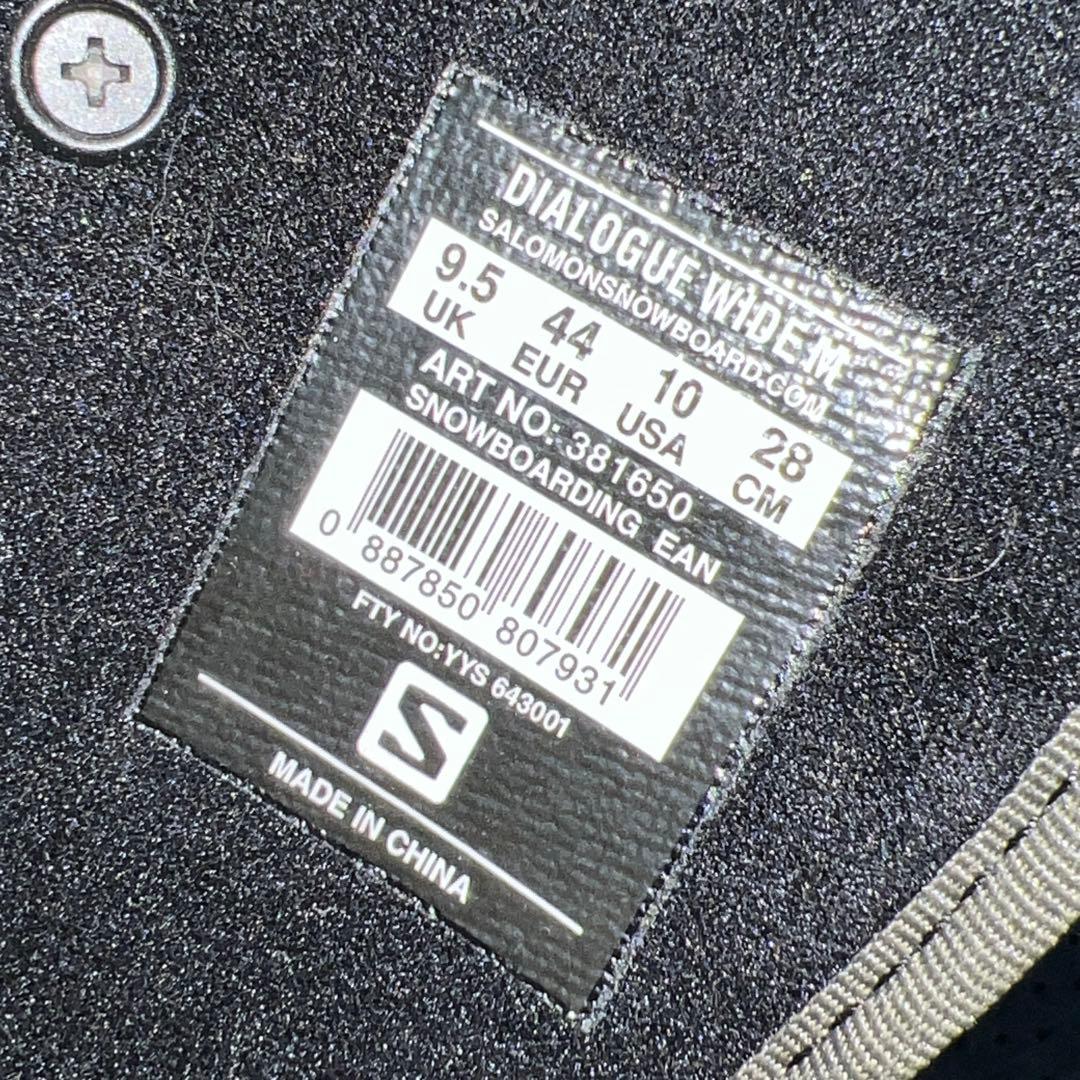 DIALOGUE WIDE M
SALOMONSNOWBOARD.COM
9.5 44 10 28
UK EUR USA CM
ART NO: 381650
SNOWBOARDING EAN
0 887850 807931
FTY NO:YYS 643001
S
MADE IN CHINA